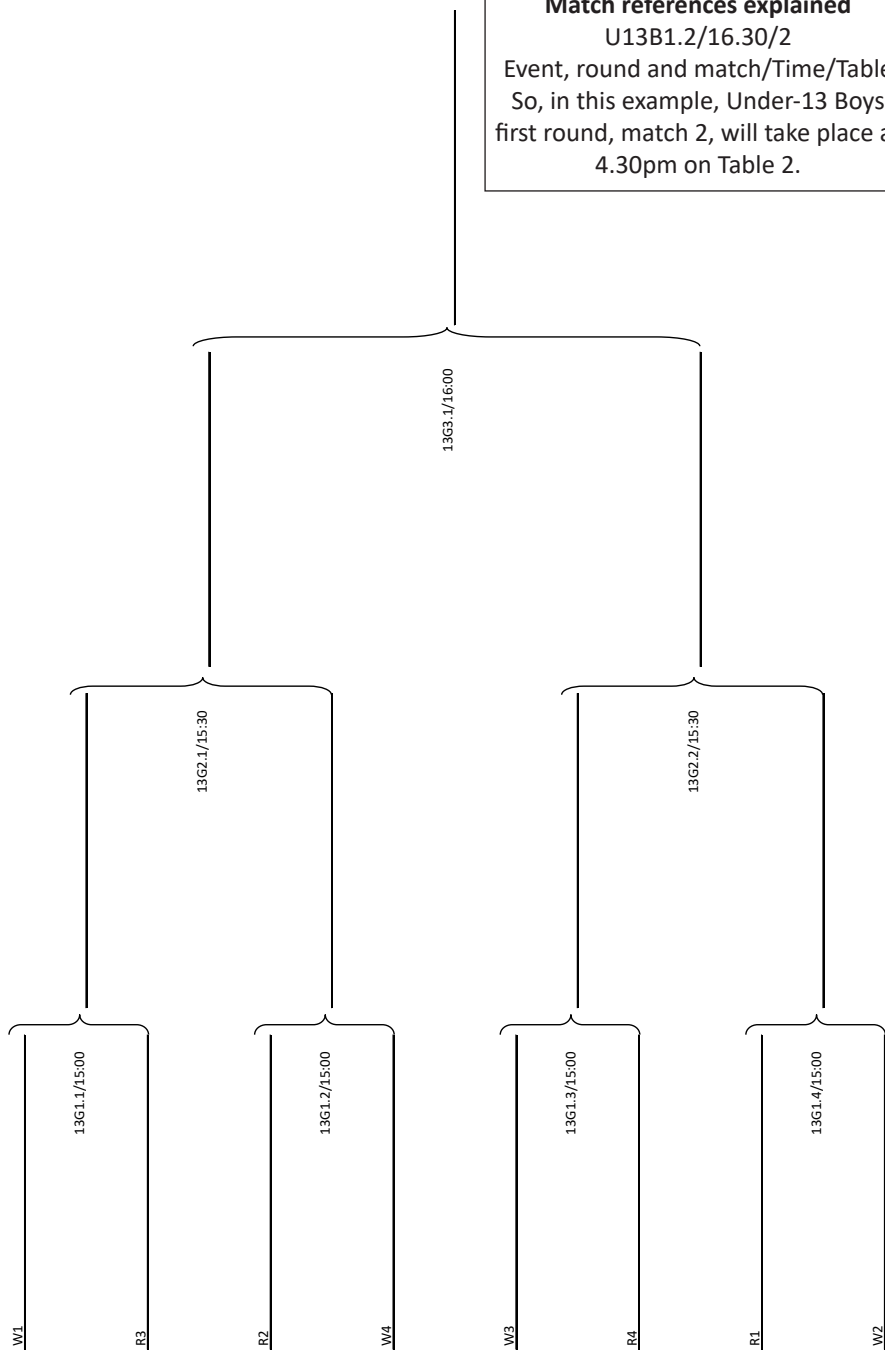 Match references explained
U13B1.2/16.30/2
Event, round and match/Time/Table
So, in this example, Under-13 Boys
first round, match 2, will take place
4.30pm on Table 2.
13G3.1/16:00
13G2.1/15:30
13G2.2/15:30
13G1.1/15:00
13G1.2/15:00
13G1.3/15:00
13G1.4/15:00
W1
R3
R2
W4
W3
R4
R1
W2